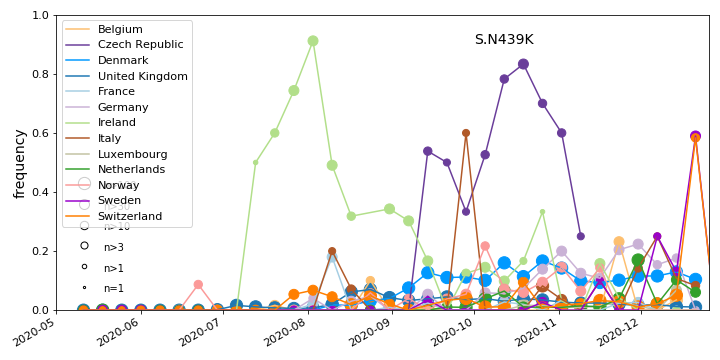 S.N439K
frequency
1.0
0.8
0.6
0.4
0.2
0.0
Belgium
Czech Republic
Denmark
United Kingdom
France
Germany
Ireland
Italy
Luxembourg
Netherlands
Norway
Sweden
Switzerland
n>10
n>3
n>1
n=1
2020-05
2020-06
2020-07
2020-08
2020-09
2020-10
2020-11
2020-12